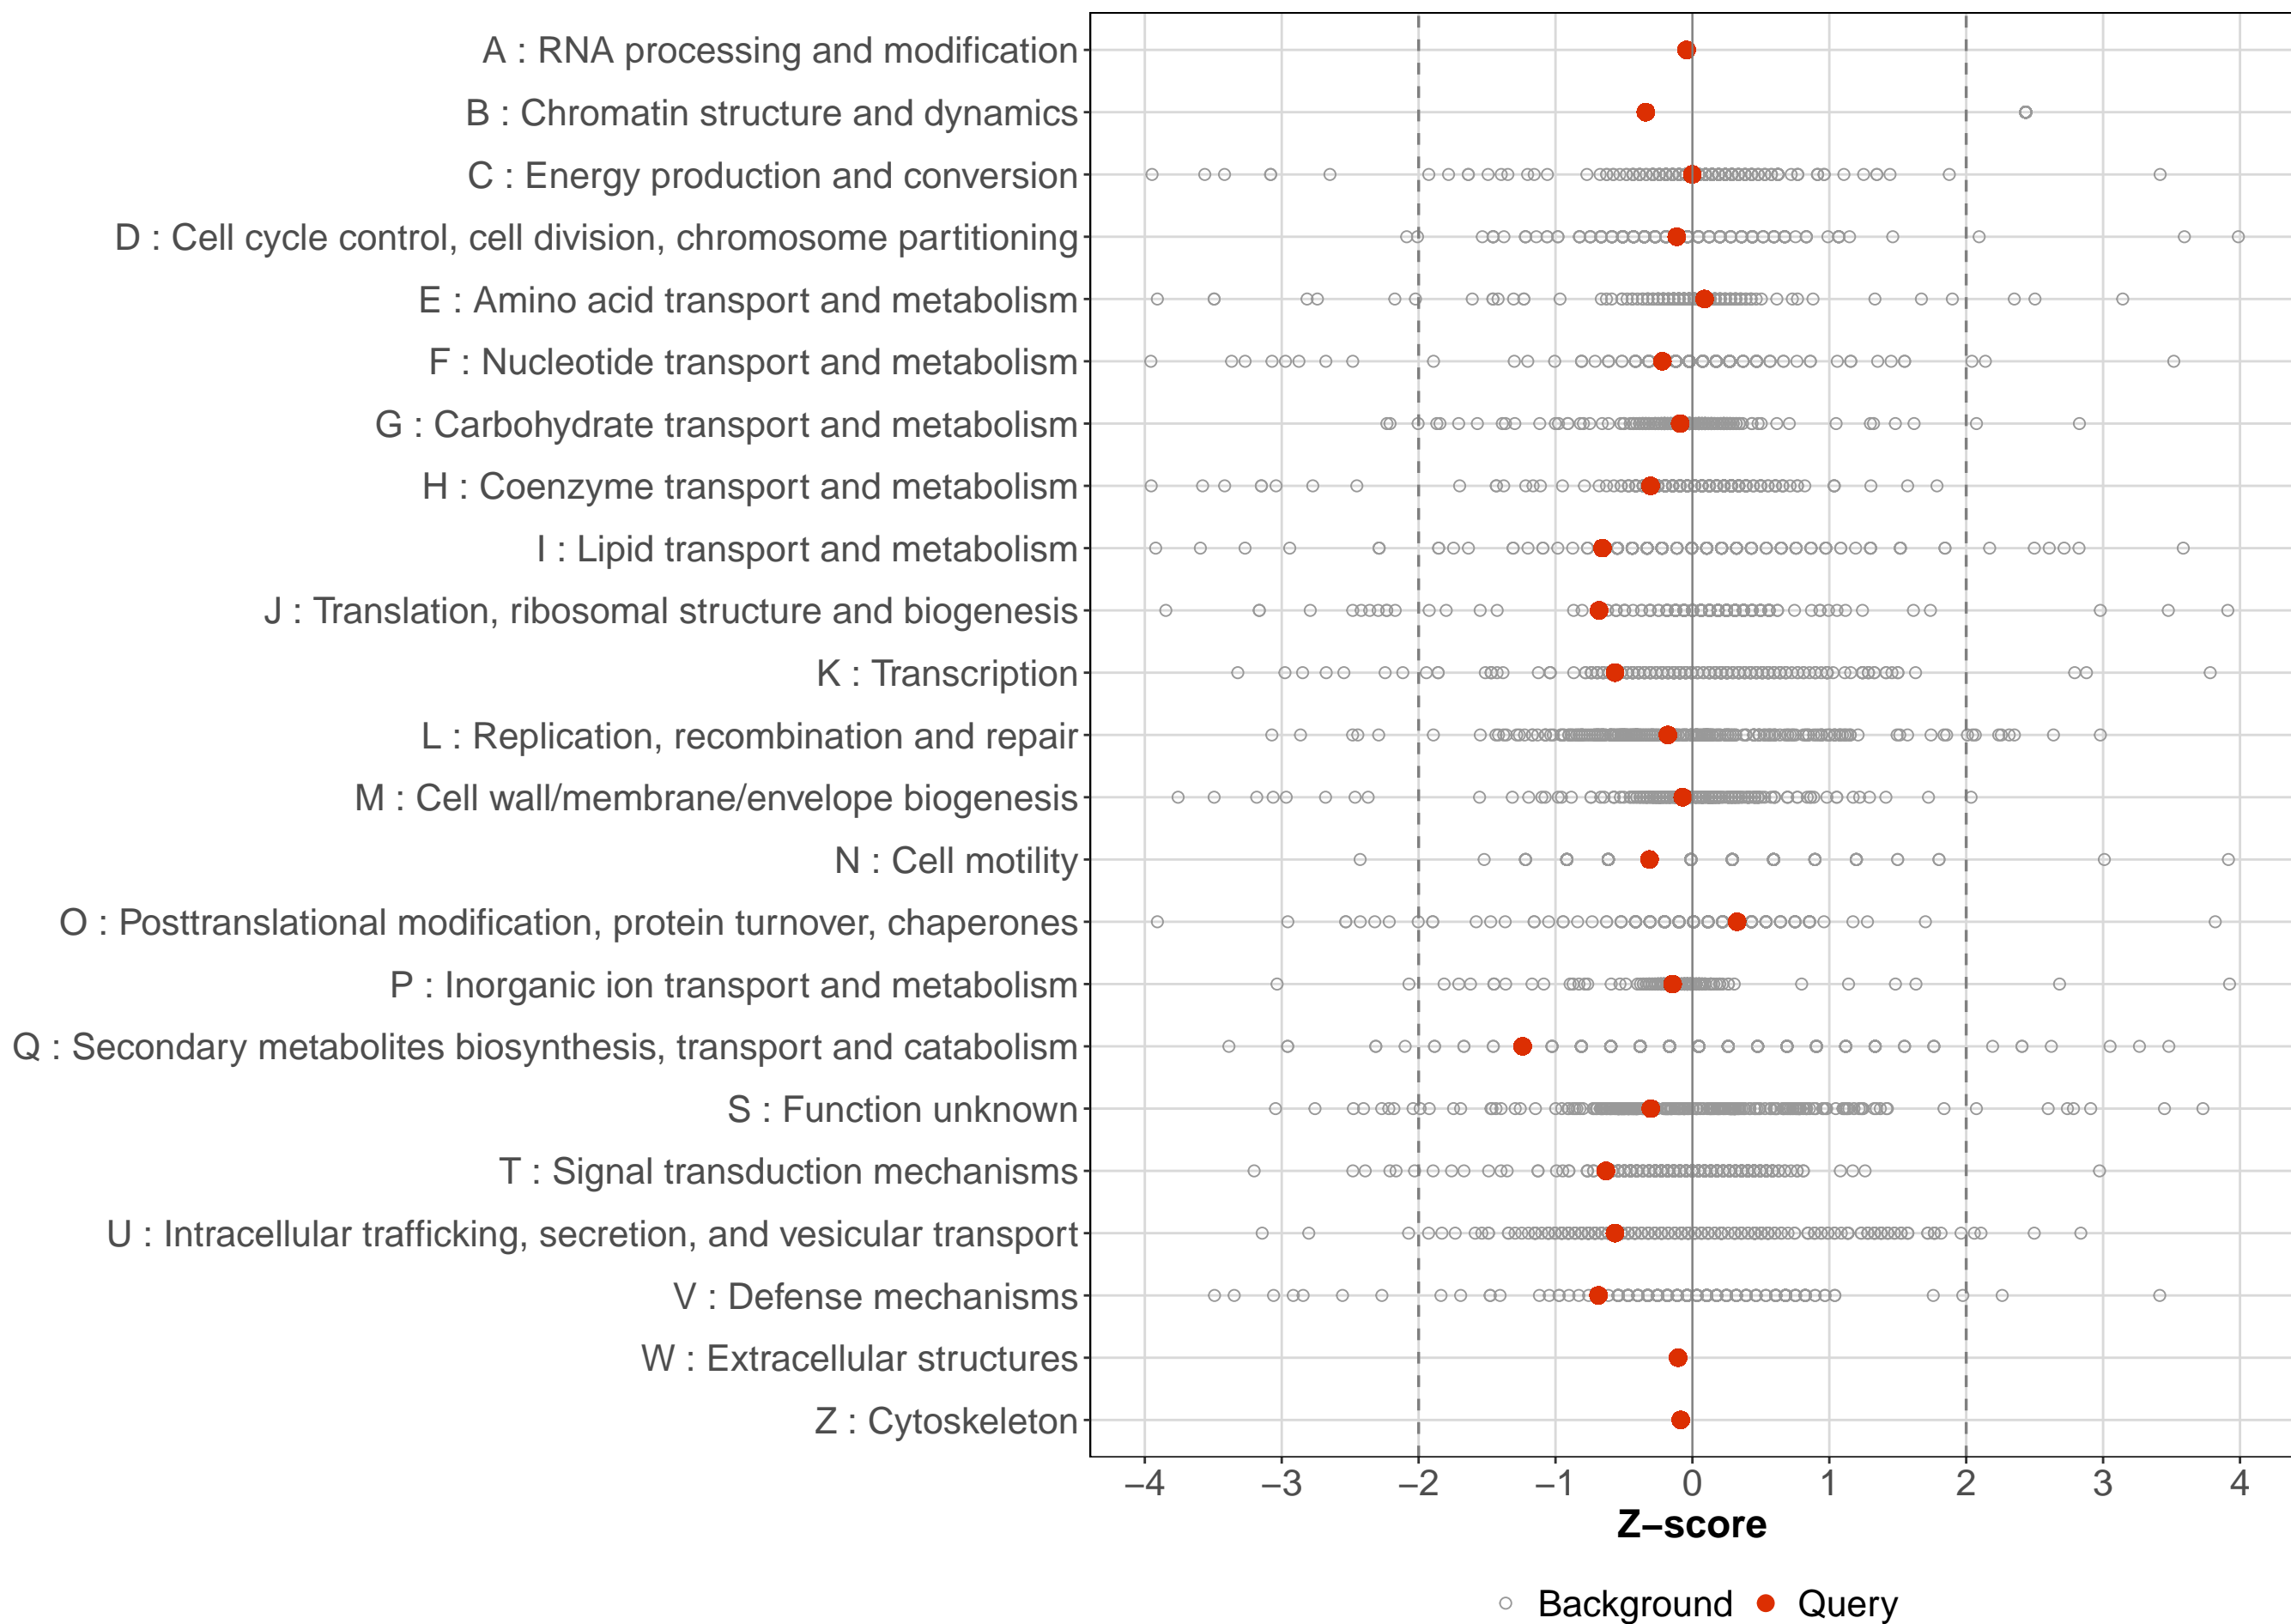 A : RNA processing and modification
B : Chromatin structure and dynamics
C : Energy production and conversion
D : Cell cycle control, cell division, chromosome partitioning
E : Amino acid transport and metabolism
F : Nucleotide transport and metabolism
G : Carbohydrate transport and metabolism
H : Coenzyme transport and metabolism
I : Lipid transport and metabolism
J : Translation, ribosomal structure and biogenesis
K : Transcription
L : Replication, recombination and repair
M : Cell wall/membrane/envelope biogenesis
N : Cell motility
O : Posttranslational modification, protein turnover, chaperones
P : Inorganic ion transport and metabolism
Q : Secondary metabolites biosynthesis, transport and catabolism
S : Function unknown
T : Signal transduction mechanisms
U : Intracellular trafficking, secretion, and vesicular transport
V : Defense mechanisms
W : Extracellular structures
Z : Cytoskeleton
−4 −3 −2 −1 0 1 2 3 4
Z−score
Background Query